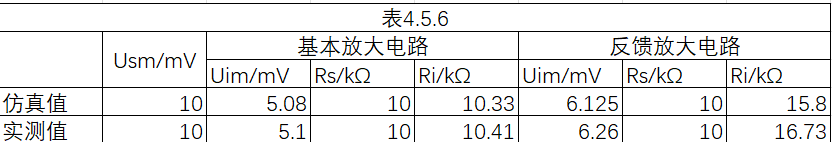 表4.5.6
Usm/mV 基本放大电路 反馈放大电路
Uim/mV Rs/kΩ Ri/kΩ Uim/mV Rs/kΩ Ri/kΩ
仿真值 10 5.08 10 10.33 6.125 10 15.8
实测值 10 5.1 10 10.41 6.26 10 16.73